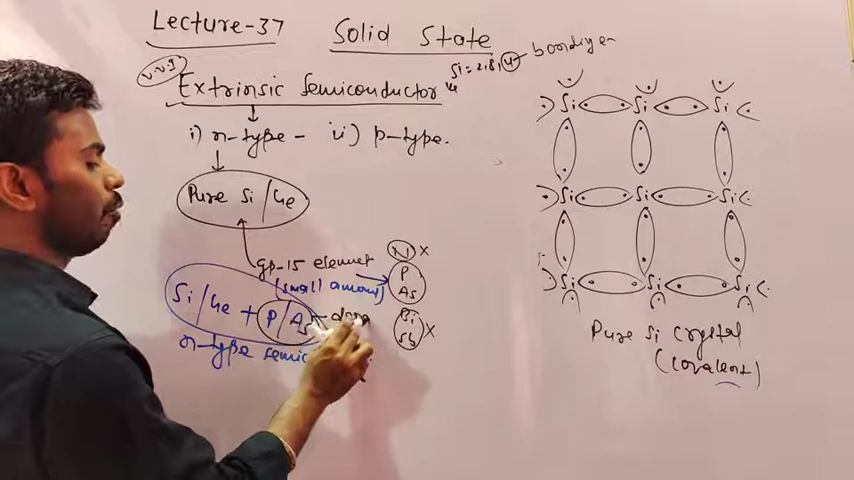 Lecture-37
Solid State
Si = 2,8,4
v.v.I
Extrinsic semiconductor
i) n-type - ii) p-type.
Pure Si/Ge
gp-15 element
(small amount)
N x
P
As
Bi
Sb x
Si/Ge + P/As
n-type
Si Si Si
Si Si Si
Si Si Si
Pure Si crystal
(covalent)